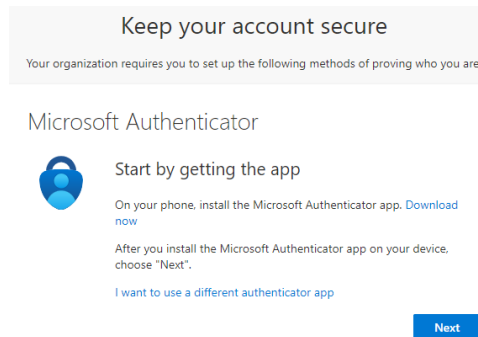 Keep your account secure
Your organization requires you to set up the following methods of proving who you are
Microsoft Authenticator
Start by getting the app
On your phone, install the Microsoft Authenticator app. Download
now
After you install the Microsoft Authenticator app on your device,
choose "Next".
I want to use a different authenticator app
Next